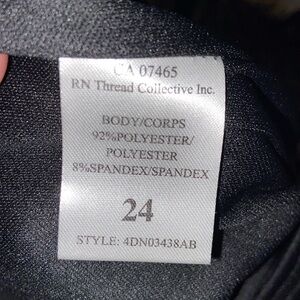 CA 07465
RN Thread Collective Inc.
BODY/CORPS
92%POLYESTER/
POLYESTER
8%SPANDEX/SPANDEX
24
STYLE: 4DN03438AB